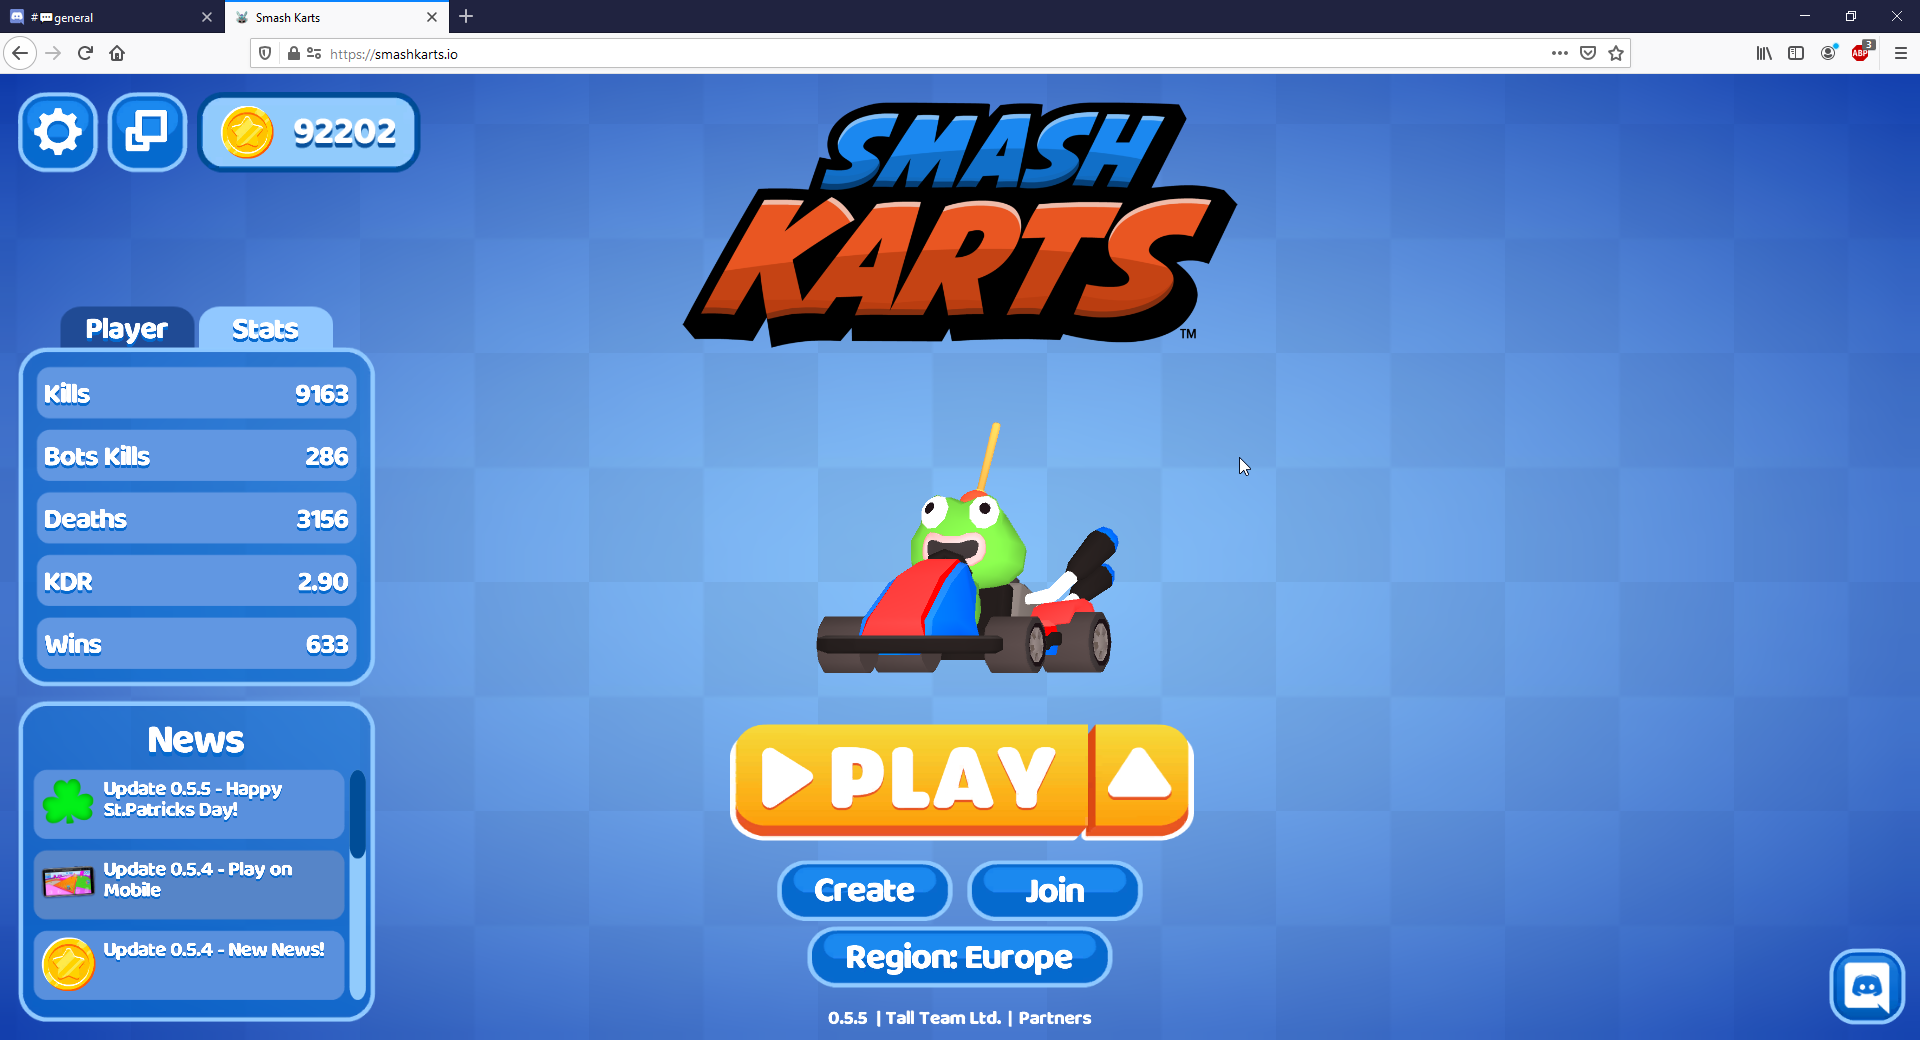 #💬general
Smash Karts
https://smashkarts.io
ABP
3
92202
SMASH
KARTS
TM
Player
Stats
Kills 9163
Bots Kills 286
Deaths 3156
KDR 2.90
Wins 633
News
Update 0.5.5 - Happy
St.Patricks Day!
Update 0.5.4 - Play on
Mobile
Update 0.5.4 - New News!
PLAY
Create
Join
Region: Europe
0.5.5 | Tall Team Ltd. | Partners